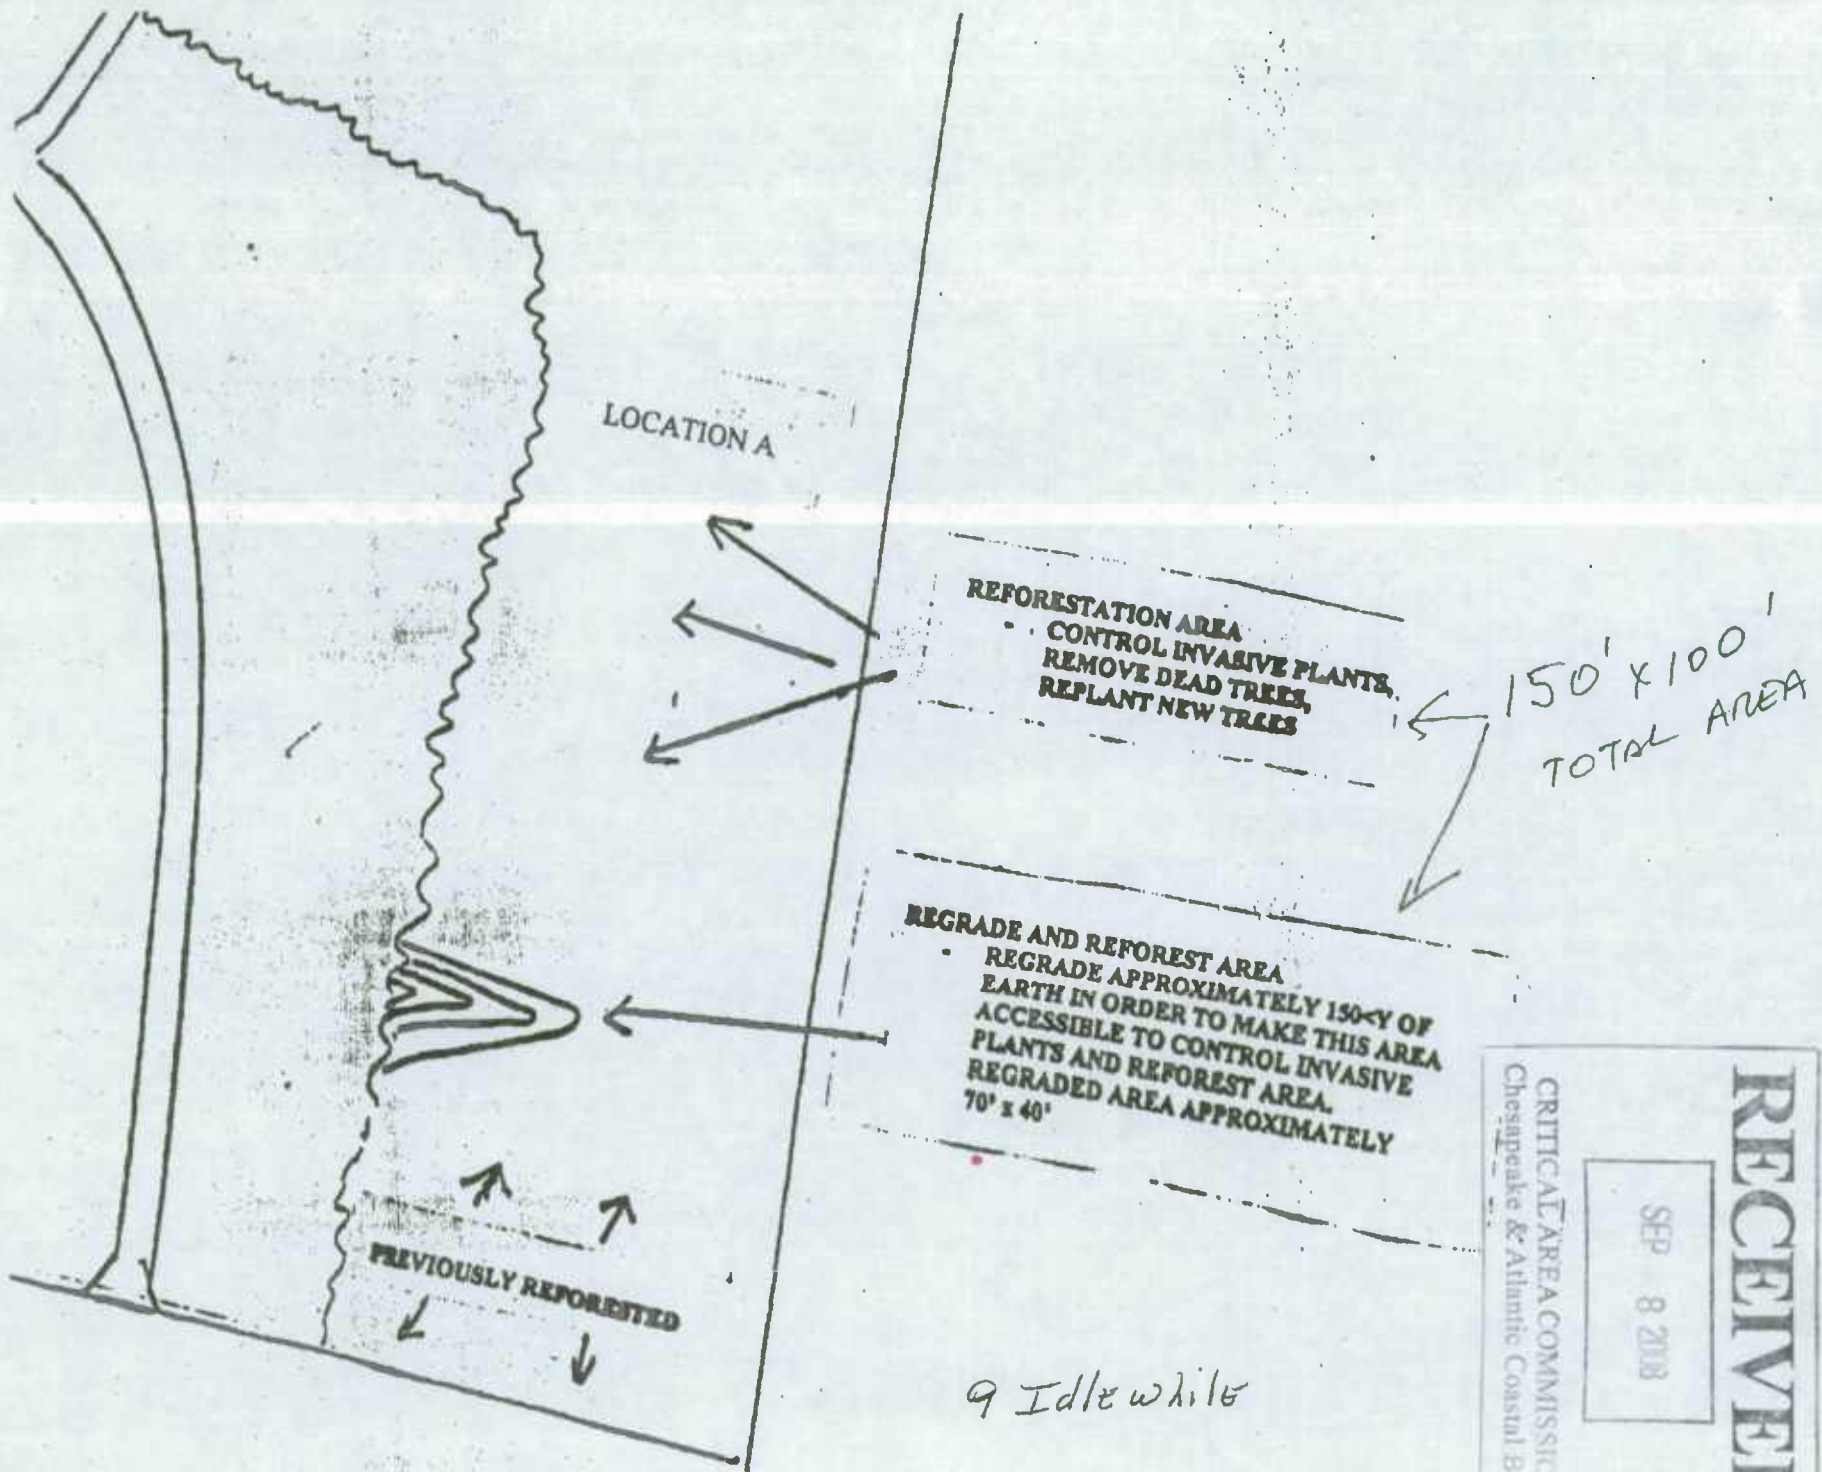 LOCATION A
REFORESTATION AREA
- CONTROL INVASIVE PLANTS,
REMOVE DEAD TREES,
REPLANT NEW TREES
150' x 100'
TOTAL AREA
REGRADE AND REFOREST AREA
- REGRADE APPROXIMATELY 150<Y OF
EARTH IN ORDER TO MAKE THIS AREA
ACCESSIBLE TO CONTROL INVASIVE
PLANTS AND REFOREST AREA.
REGRADED AREA APPROXIMATELY
70' x 40'
PREVIOUSLY REFORESTED
9 Idlewhile
RECEIVE
SEP 8 2008
CRITICAL AREA COMMISSIO
Chesapeake & Atlantic Coastal B